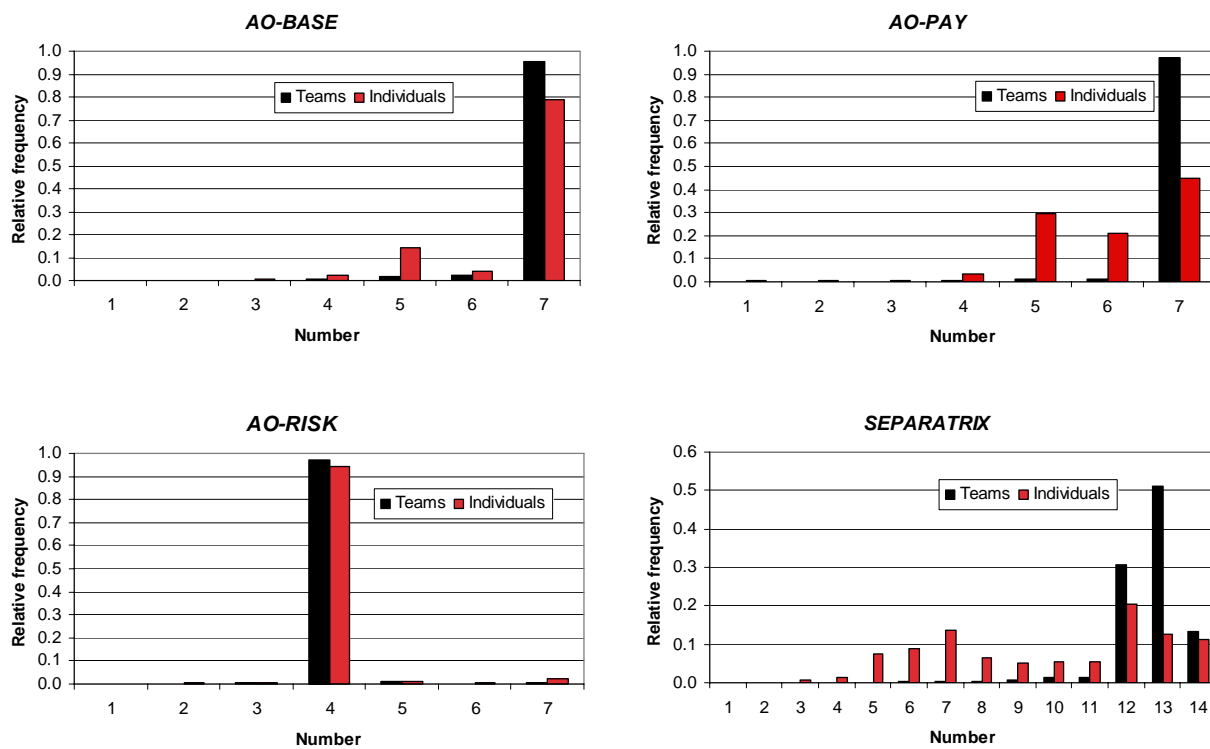 AO-BASE
1.0
0.9
0.8
0.7
0.6
0.5
0.4
0.3
0.2
0.1
0.0
Relative frequency
Teams Individuals
1 2 3 4 5 6 7
Number
AO-PAY
1.0
0.9
0.8
0.7
0.6
0.5
0.4
0.3
0.2
0.1
0.0
Relative frequency
Teams Individuals
1 2 3 4 5 6 7
Number
AO-RISK
1.0
0.9
0.8
0.7
0.6
0.5
0.4
0.3
0.2
0.1
0.0
Relative frequency
Teams Individuals
1 2 3 4 5 6 7
Number
SEPARATRIX
0.6
0.5
0.4
0.3
0.2
0.1
0.0
Relative frequency
Teams Individuals
1 2 3 4 5 6 7 8 9 10 11 12 13 14
Number